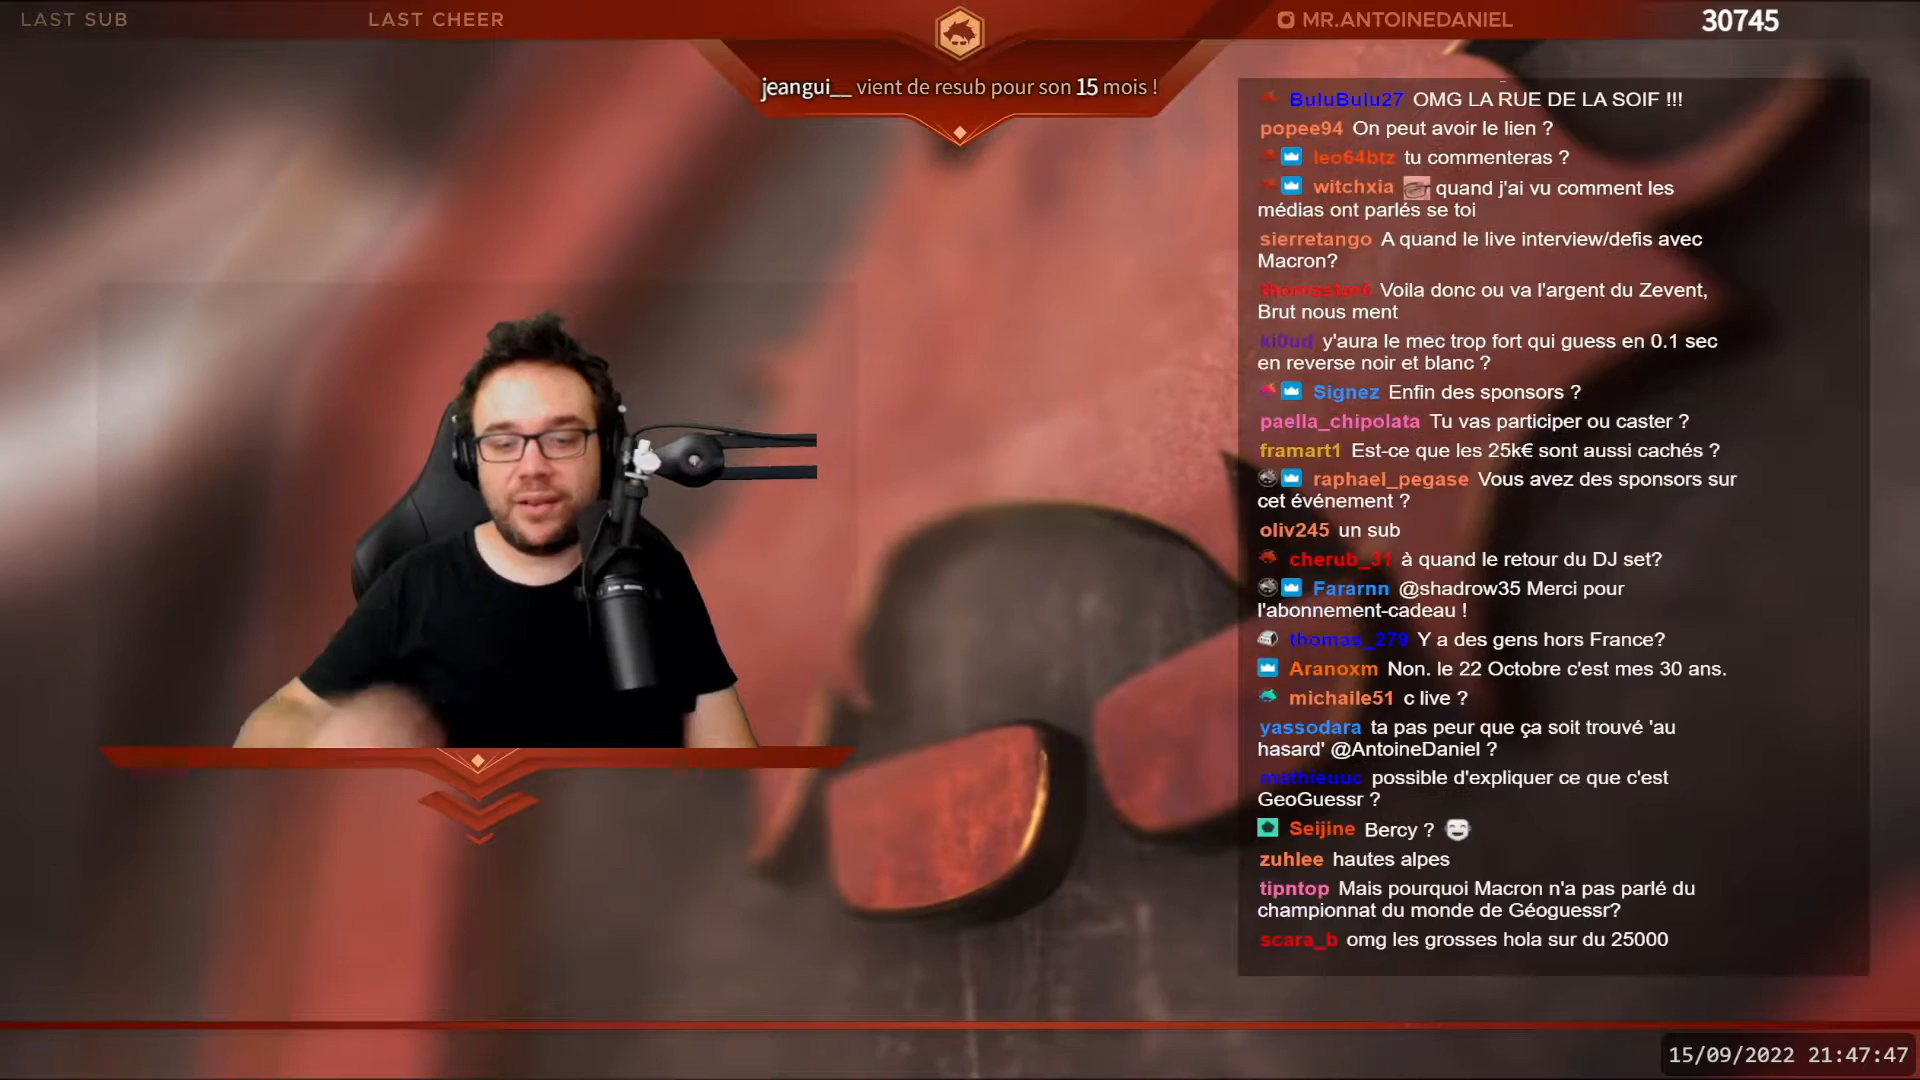 LAST SUB
LAST CHEER
MR.ANTOINEDANIEL
30745
jeangui__ vient de resub pour son 15 mois !
BuluBulu27 OMG LA RUE DE LA SOIF !!!
popee94 On peut avoir le lien ?
leo64btz tu commenteras ?
witchxia quand j'ai vu comment les
médias ont parlés se toi
sierretango A quand le live interview/defis avec
Macron?
thomastar6 Voila donc ou va l'argent du Zevent,
Brut nous ment
ki0ud y'aura le mec trop fort qui guess en 0.1 sec
en reverse noir et blanc ?
Signez Enfin des sponsors ?
paella_chipolata Tu vas participer ou caster ?
framart1 Est-ce que les 25k€ sont aussi cachés ?
raphael_pegase Vous avez des sponsors sur
cet événement ?
oliv245 un sub
cherub_31 à quand le retour du DJ set?
Fararnn @shadrow35 Merci pour
l'abonnement-cadeau !
thomas_279 Y a des gens hors France?
Aranoxm Non. le 22 Octobre c'est mes 30 ans.
michaile51 c live ?
yassodara ta pas peur que ça soit trouvé 'au
hasard' @AntoineDaniel ?
mathieuuc possible d'expliquer ce que c'est
GeoGuessr ?
Seijine Bercy ?
zuhlee hautes alpes
tipntop Mais pourquoi Macron n'a pas parlé du
championnat du monde de Géoguessr?
scara_b omg les grosses hola sur du 25000
15/09/2022 21:47:47